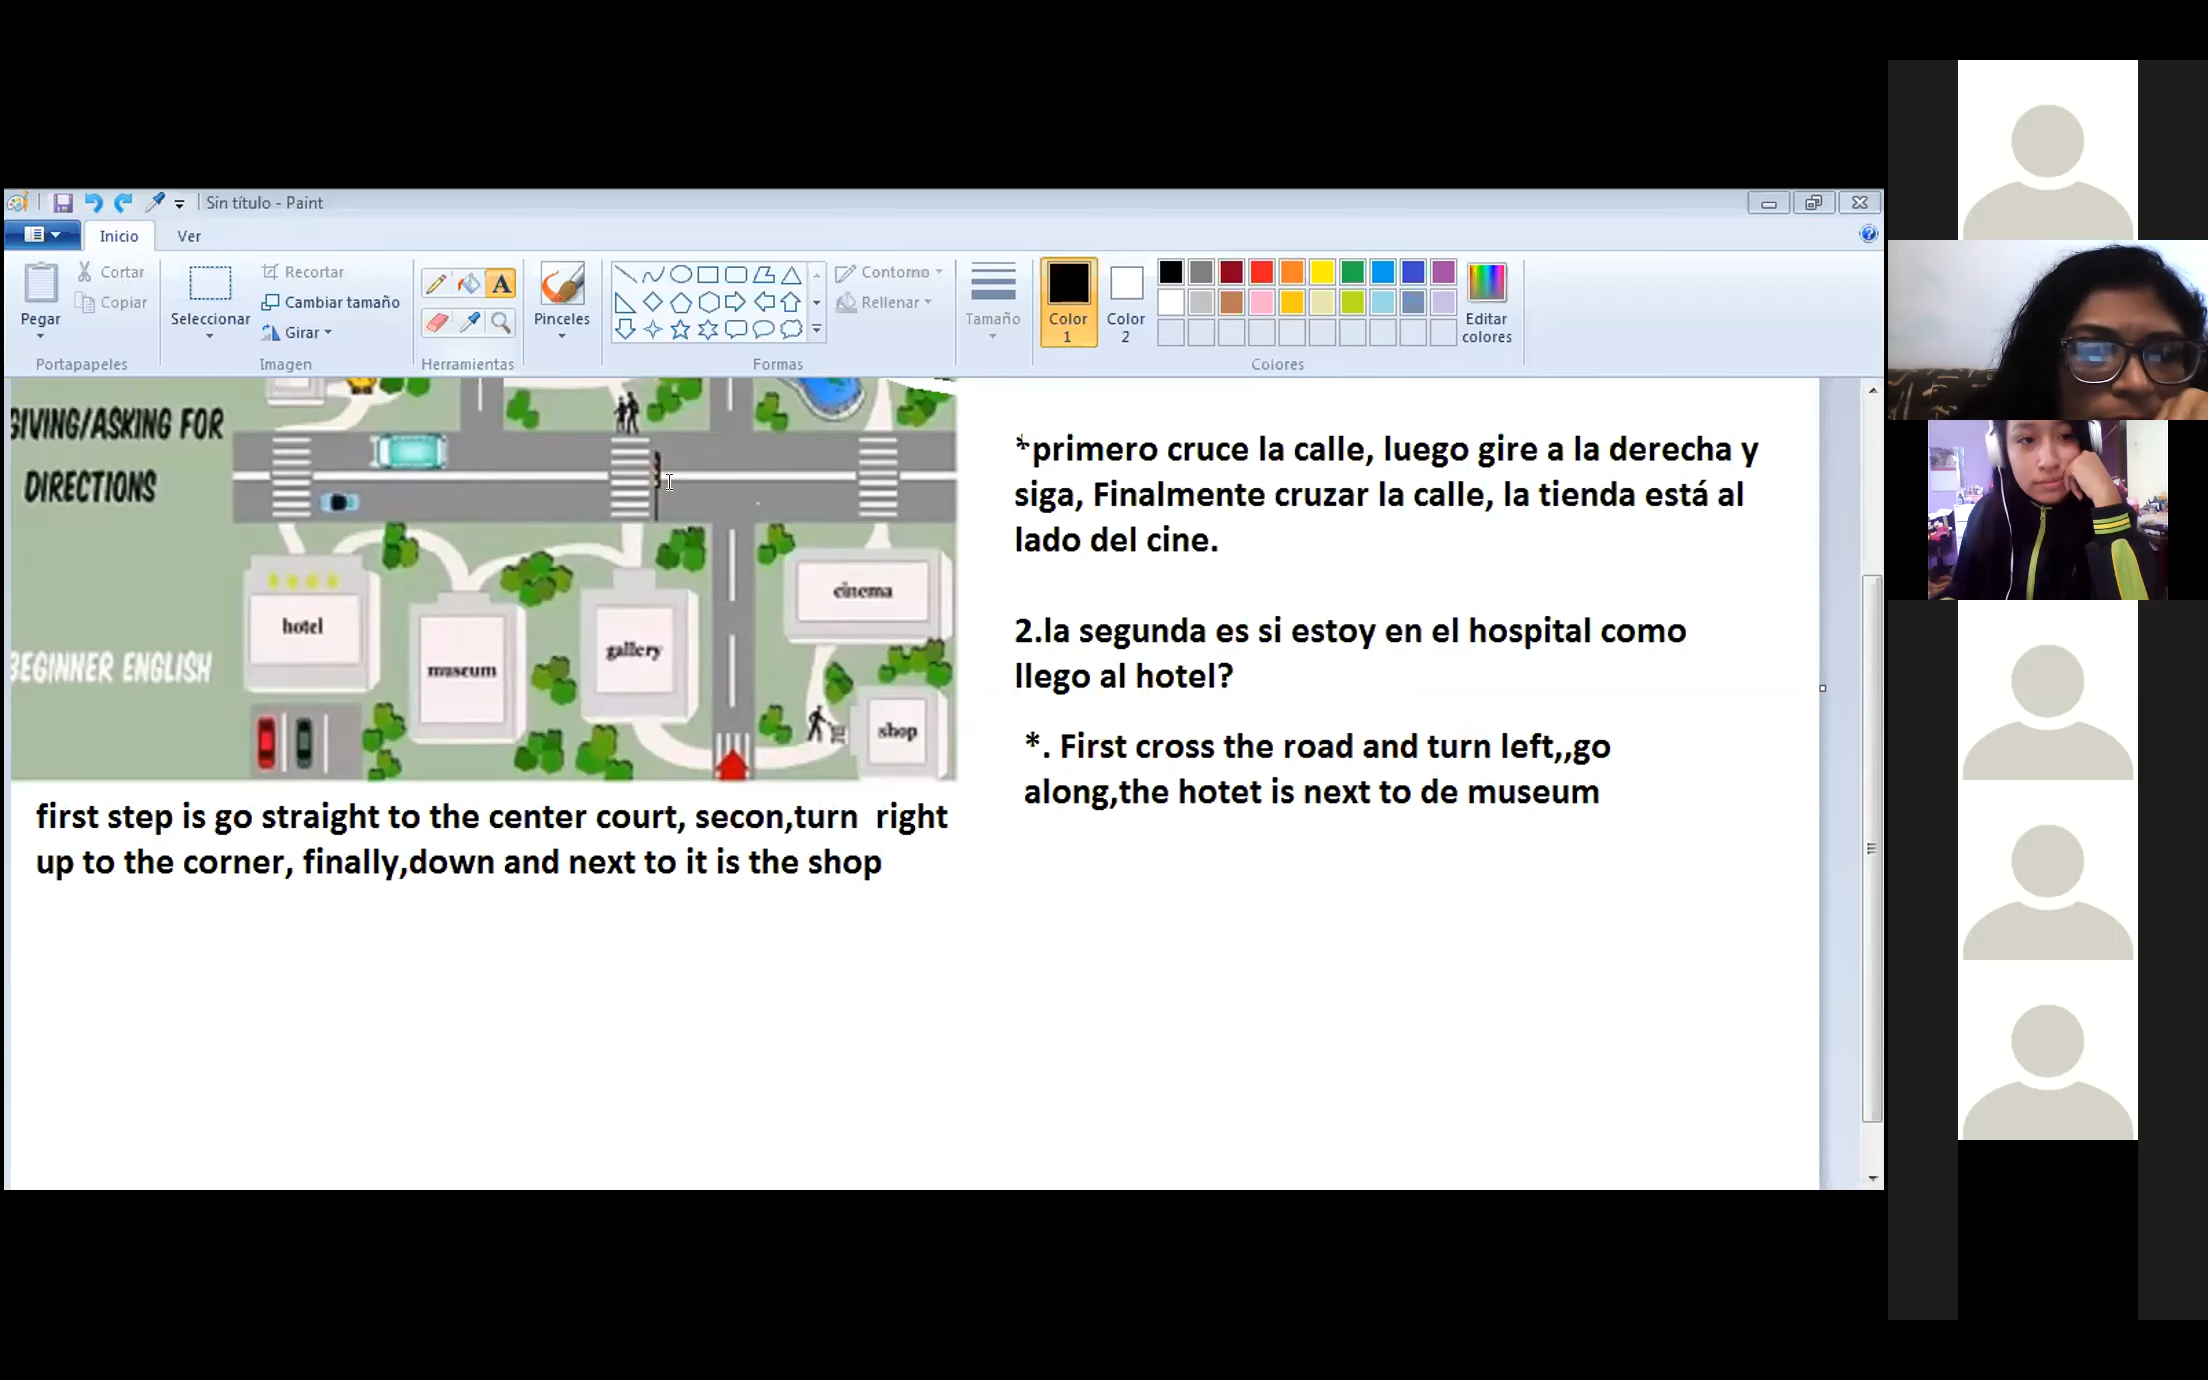 Sin título - Paint
Inicio
Ver
Pegar
Cortar
Copiar
Portapapeles
Seleccionar
Recortar
Cambiar tamaño
Girar
Imagen
A
Herramientas
Pinceles
Formas
Contorno
Rellenar
Tamaño
Color
1
Color
2
Editar
colores
Colores
GIVING/ASKING FOR
DIRECTIONS
BEGINNER ENGLISH
hotel
museum
gallery
cinema
shop
first step is go straight to the center court, secon,turn right
up to the corner, finally,down and next to it is the shop
*primero cruce la calle, luego gire a la derecha y
siga, Finalmente cruzar la calle, la tienda está al
lado del cine.
2.la segunda es si estoy en el hospital como
llego al hotel?
*. First cross the road and turn left,,go
along,the hotet is next to de museum